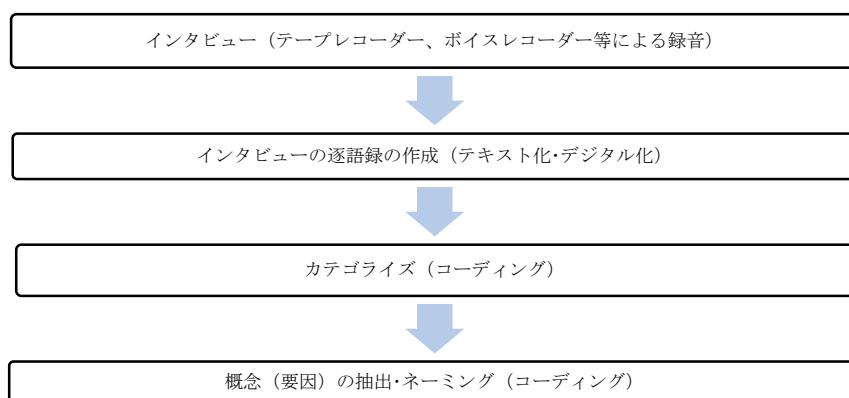 インタビュー（テープレコーダー、ボイスレコーダー等による録音）
インタビューの逐語録の作成（テキスト化･デジタル化）
カテゴライズ（コーディング）
概念（要因）の抽出･ネーミング（コーディング）